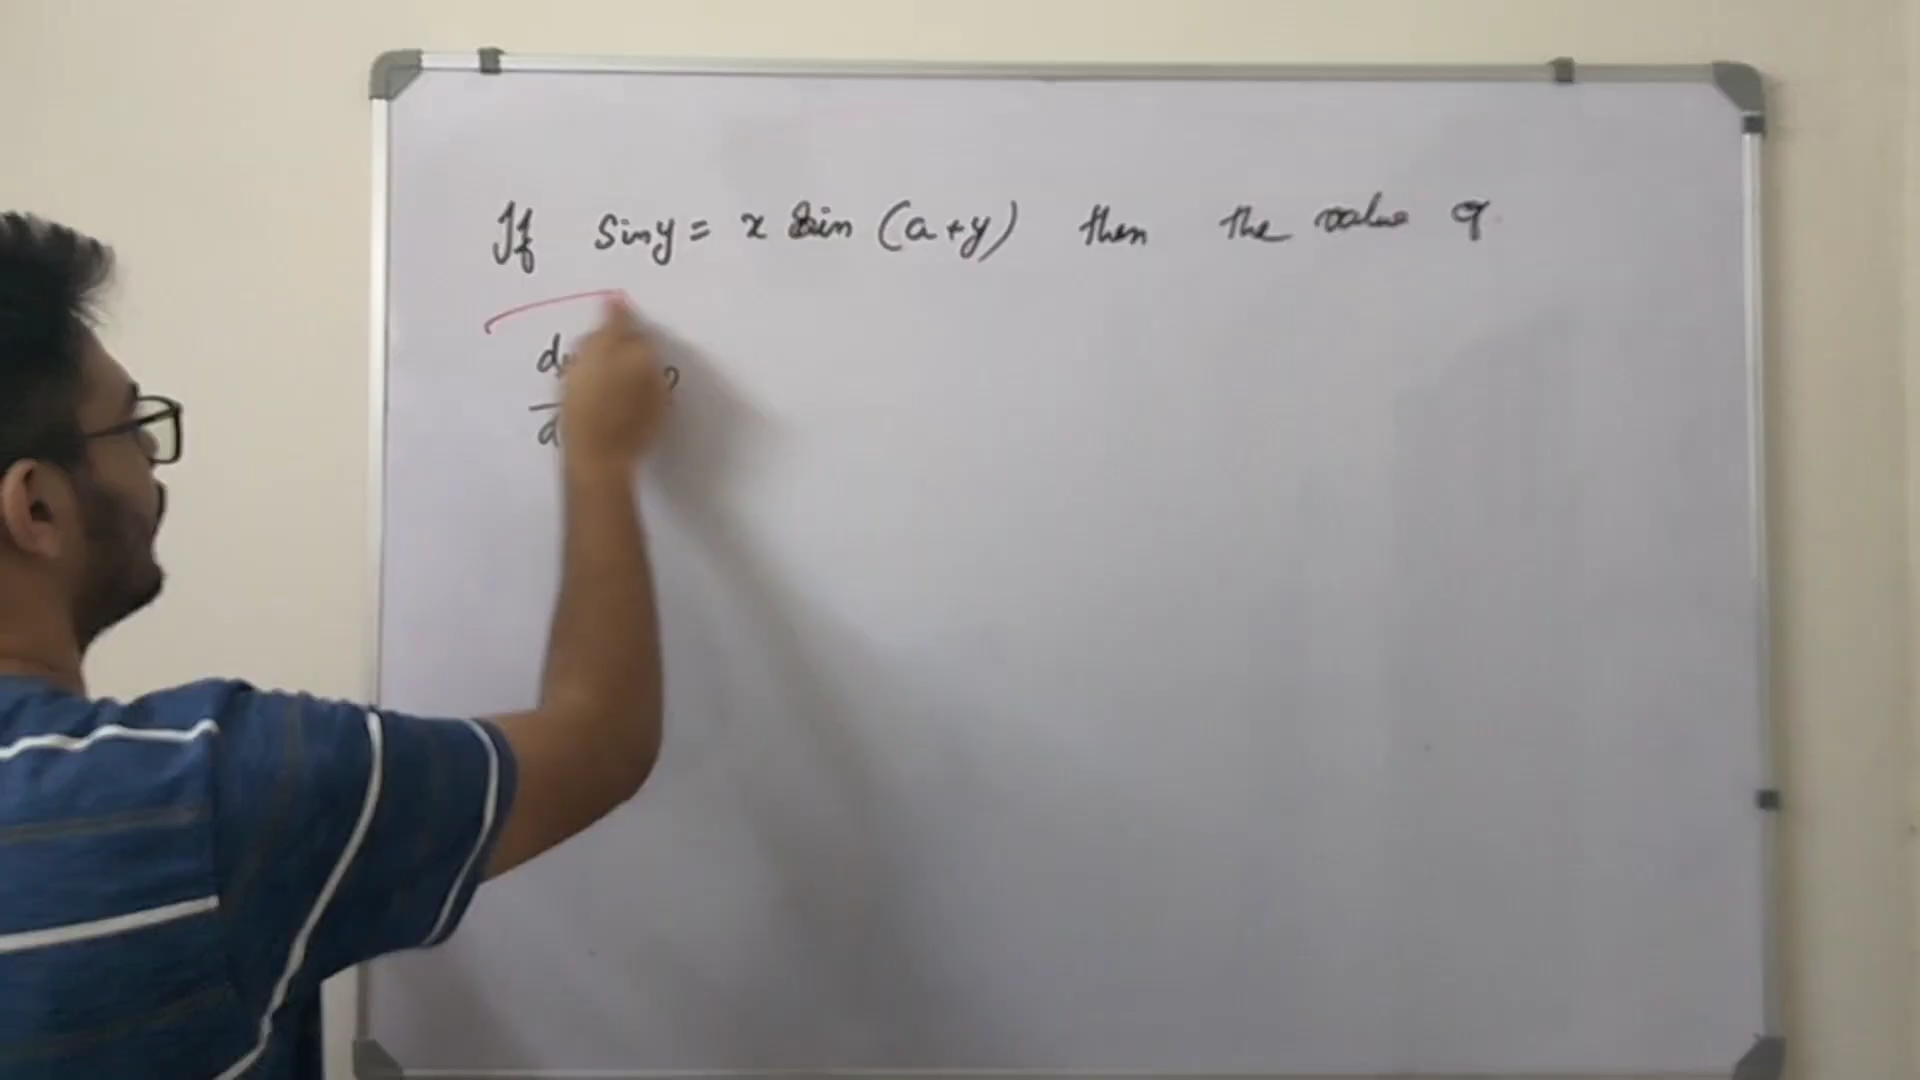 If sin y = x sin (a+y) then the value of
d
d ?